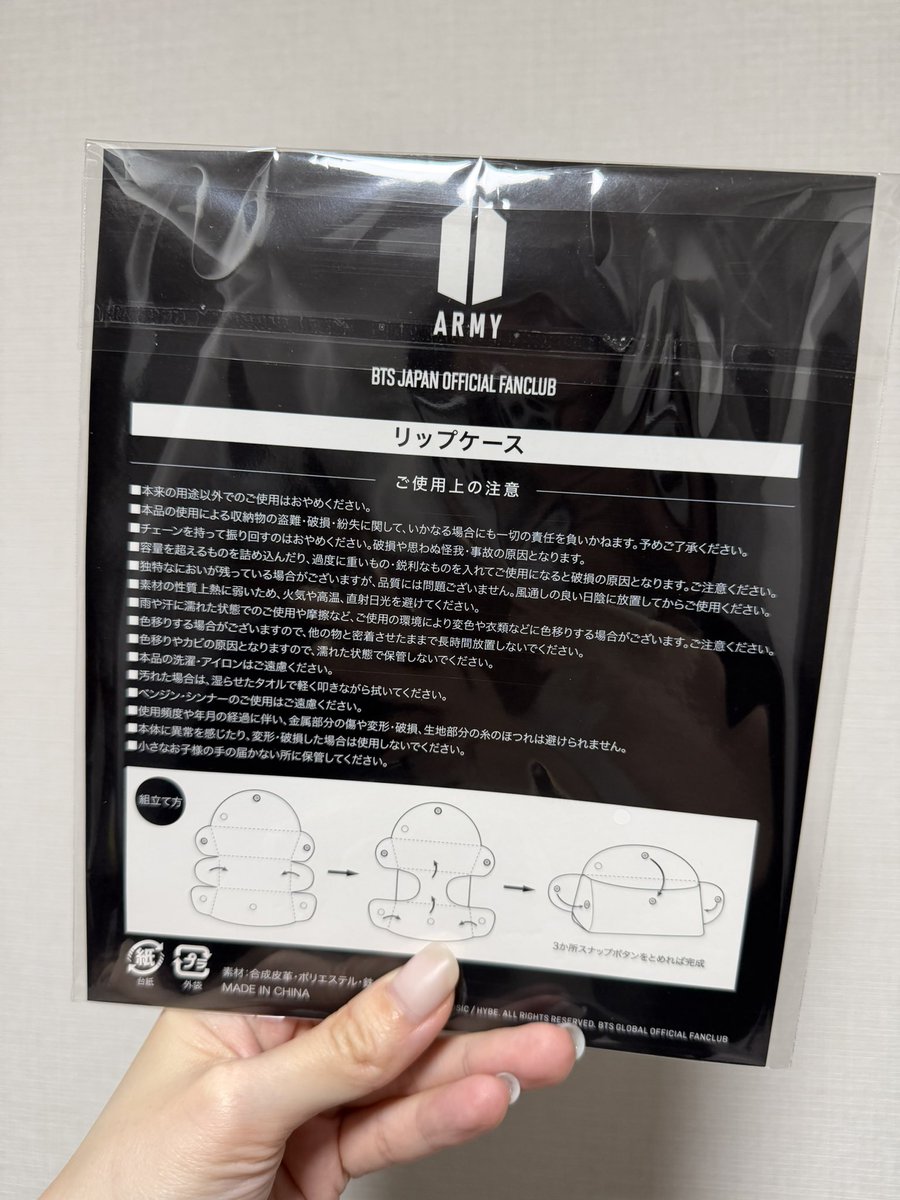 ARMY
BTS JAPAN OFFICIAL FANCLUB
リップケース
ご使用上の注意
■本来の用途以外でのご使用はおやめください。
■本品の使用による収納物の盗難・破損・紛失に関して、いかなる場合にも一切の責任を負いかねます。予めご了承ください。
■チェーンを持って振り回すのはおやめください。破損や思わぬ怪我・事故の原因となります。
■容量を超えるものを詰め込んだり、過度に重いもの・鋭利なものを入れてご使用になると破損の原因となります。ご注意ください。
■独特なにおいが残っている場合がございますが、品質には問題ございません。風通しの良い日陰に放置してからご使用ください。
■素材の性質上熱に弱いため、火気や高温、直射日光を避けてください。
■雨や汗に濡れた状態でのご使用や摩擦など、ご使用の環境により変色や衣類などに色移りする場合がございます。ご注意ください。
■色移りする場合がございますので、他の物と密着させたままで長時間放置しないでください。
■色移りやカビの原因となりますので、濡れた状態で保管しないでください。
■本品の洗濯・アイロンはご遠慮ください。
■汚れた場合は、湿らせたタオルで軽く叩きながら拭いてください。
■ベンジン・シンナーのご使用はご遠慮ください。
■使用頻度や年月の経過に伴い、金属部分の傷や変形・破損、生地部分の糸のほつれは避けられません。
■本体に異常を感じたり、変形・破損した場合は使用しないでください。
■小さなお子様の手の届かない所に保管してください。
組立て方
3か所スナップボタンをとめれば完成
紙
台紙
プラ
外袋
素材:合成皮革・ポリエステル・鉄
MADE IN CHINA
/ HYBE. ALL RIGHTS RESERVED. BTS GLOBAL OFFICIAL FANCLUB